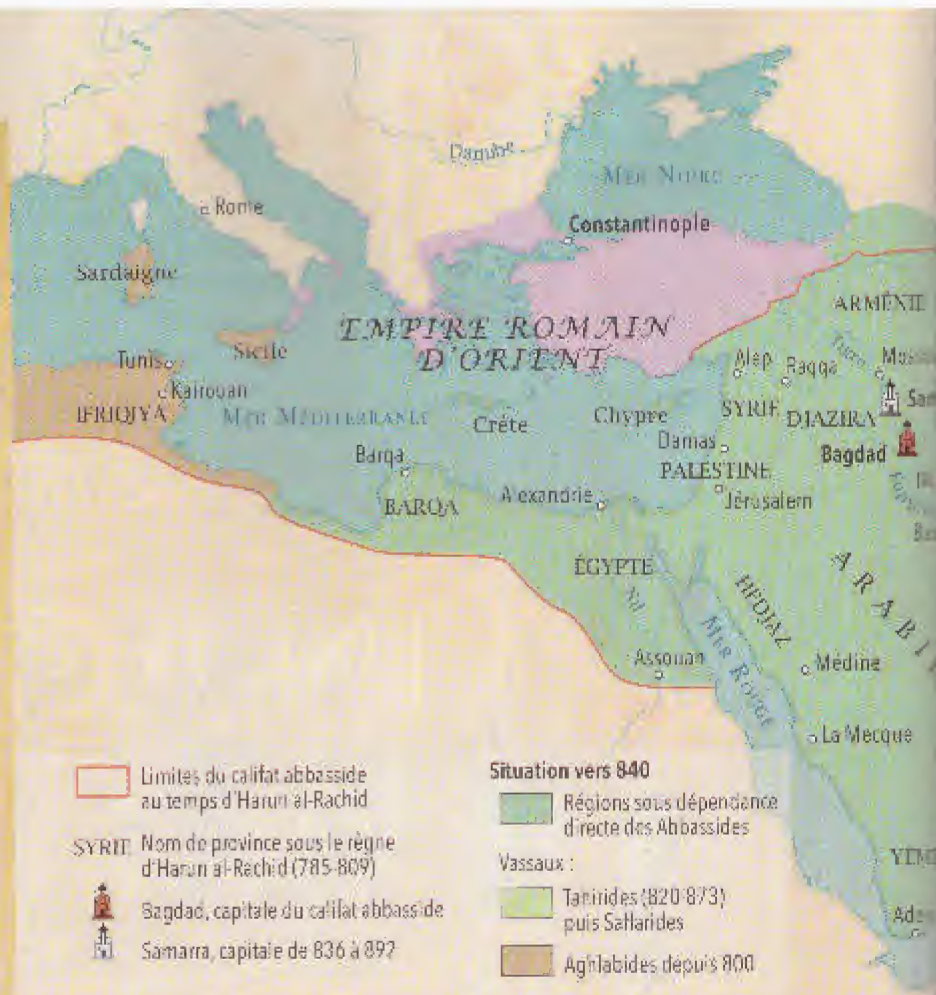 Danube
MER NOIRE
Rome
Constantinople
Sardaigne
EMPIRE ROMAIN
D'ORIENT
ARMÉNIE
Tunis
Sicile
Alep
Raqqa
Tigre
Kairouan
IFRIQIYA
MER MÉDITERRANÉE
Crète
Chypre
SYRIE
DJAZIRA
Sam
Damas
Bagdad
Barqa
PALESTINE
BARQA
Alexandrie
Jérusalem
ÉGYPTE
Nil
HEDJAZ
ARABI
MER ROUGE
Assouan
Médine
La Mecque
YEM
Limites du califat abbasside
au temps d'Harun al-Rachid
SYRIE Nom de province sous le règne
d'Harun al-Rachid (785-809)
Bagdad, capitale du califat abbasside
Samarra, capitale de 836 à 892
Situation vers 840
Régions sous dépendance
directe des Abbassides
Vassaux :
Tahirides (820-873)
puis Saffarides
Aghlabides depuis 800